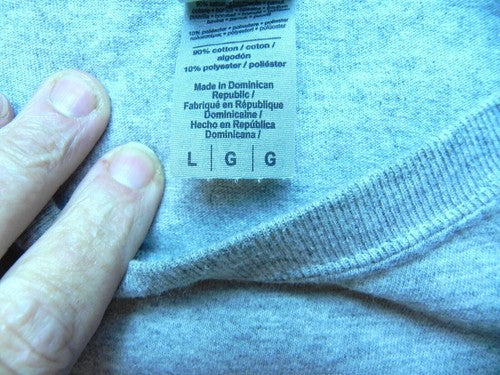 10% polyester / poliéster
90% cotton / coton /
algodón
10% polyester / poliéster
Made in Dominican
Republic /
Fabriqué en République
Dominicaine /
Hecho en República
Dominicana /
L | G | G